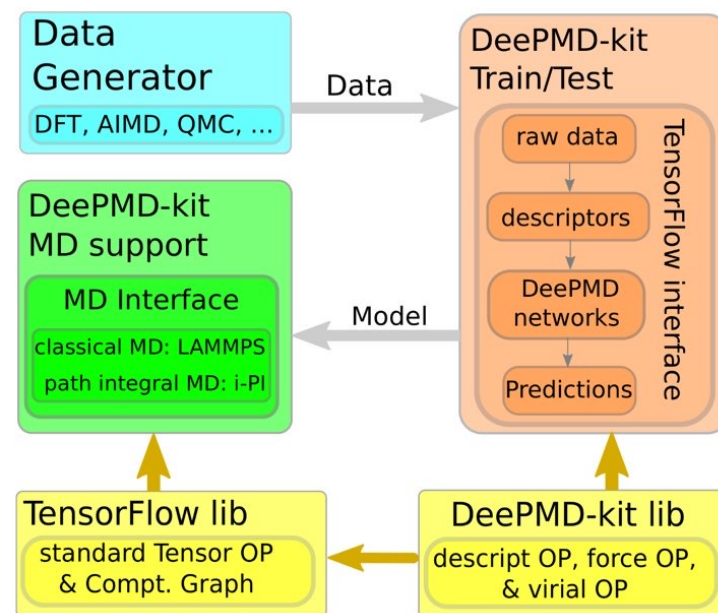 Data
Generator
DFT, AIMD, QMC, ...
Data
DeePMD-kit
Train/Test
raw data
descriptors
DeePMD
networks
Predictions
TensorFlow interface
DeePMD-kit
MD support
MD Interface
classical MD: LAMMPS
path integral MD: i-PI
Model
TensorFlow lib
standard Tensor OP
& Compt. Graph
DeePMD-kit lib
descript OP, force OP,
& virial OP